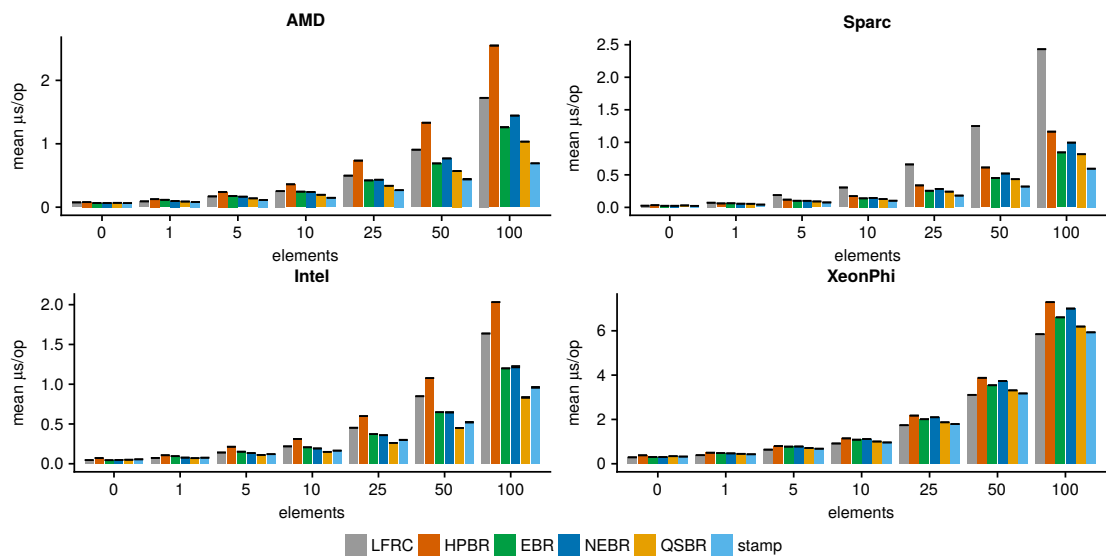 AMD
mean µs/op
2
1
0
0 1 5 10 25 50 100
elements
Sparc
mean µs/op
2.5
2.0
1.5
1.0
0.5
0.0
0 1 5 10 25 50 100
elements
Intel
mean µs/op
2.0
1.5
1.0
0.5
0.0
0 1 5 10 25 50 100
elements
XeonPhi
mean µs/op
6
4
2
0
0 1 5 10 25 50 100
elements
LFRC HPBR EBR NEBR QSBR stamp